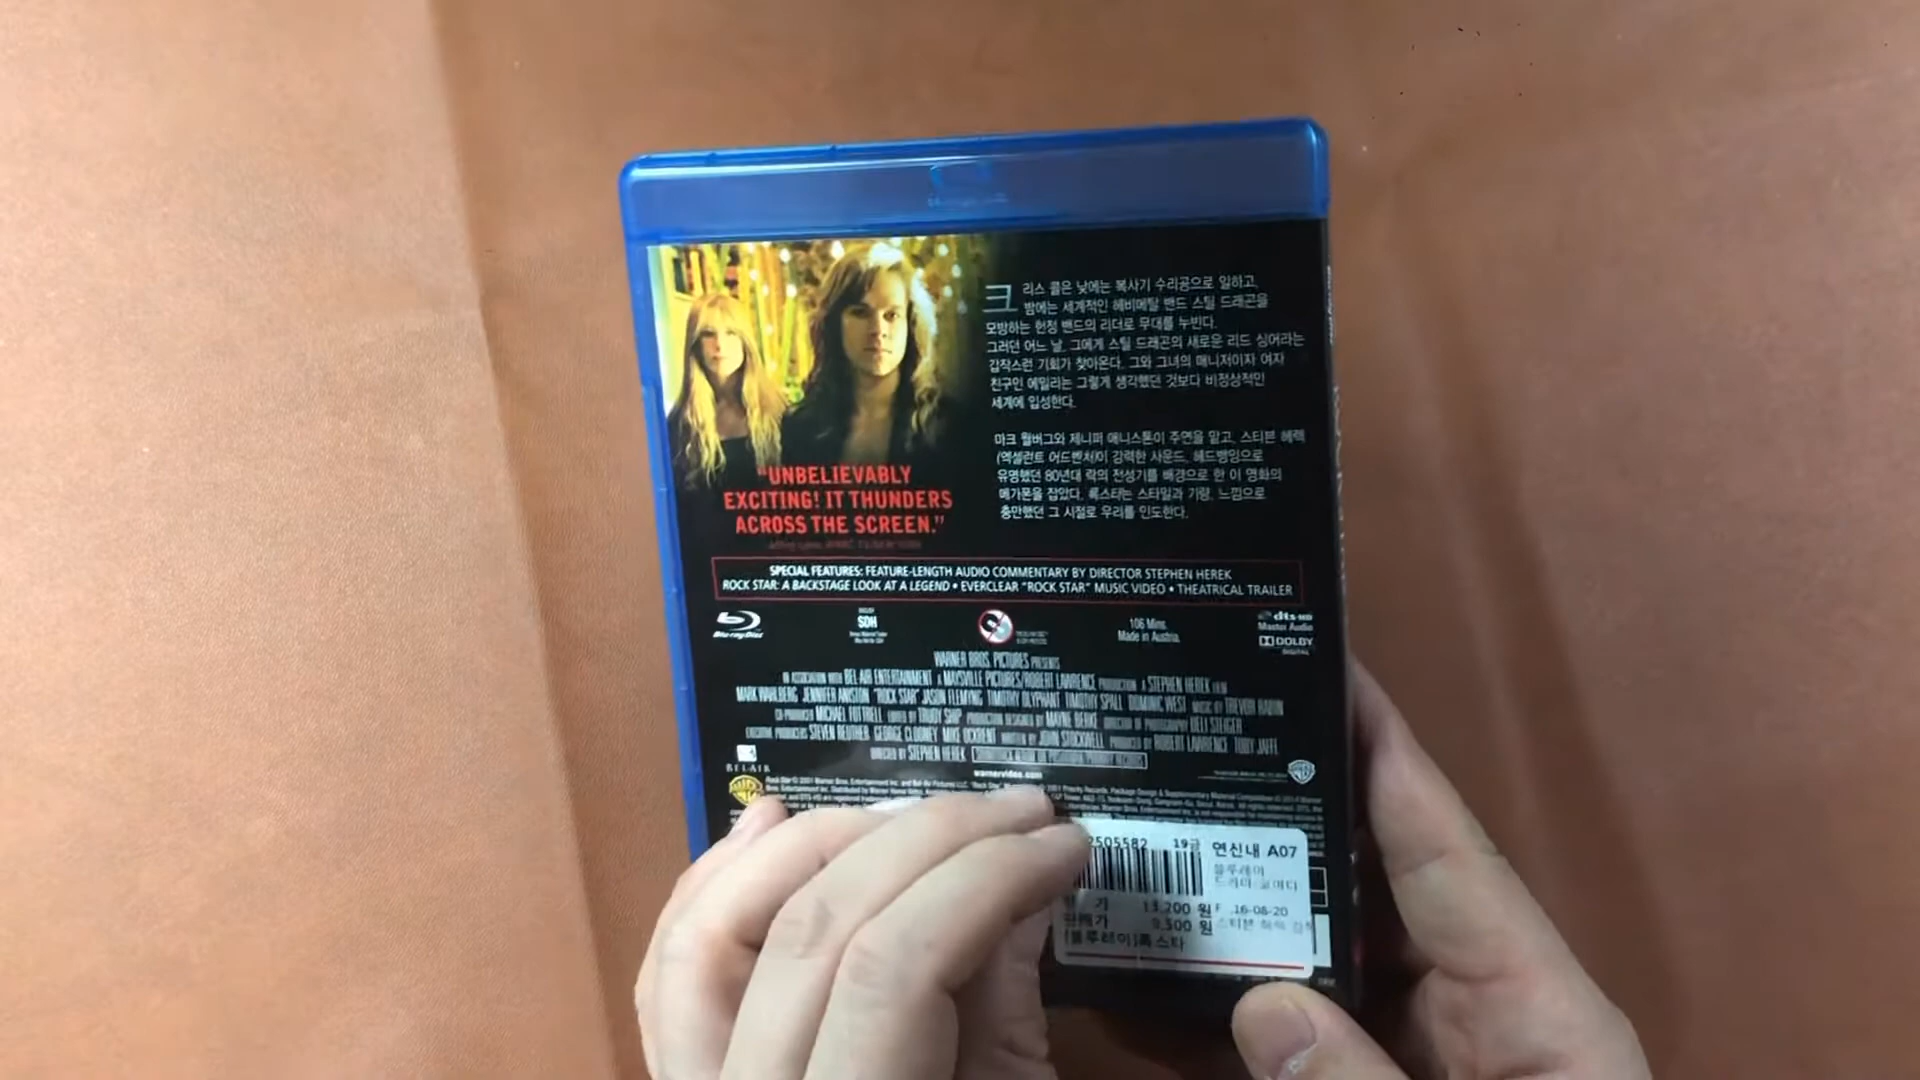 크리스 콜은 낮에는 복사기 수리공으로 일하고,
밤에는 세계적인 헤비메탈 밴드 스틸 드래곤을
모방하는 헌정 밴드의 리더로 무대를 누빈다.
그러던 어느 날, 그에게 스틸 드래곤의 새로운 리드 싱어라는
갑작스런 기회가 찾아온다. 그와 그녀의 매니저이자 여자
친구인 에밀리는 그렇게 생각했던 것보다 비정상적인
세계에 입성한다.
마크 월버그와 제니퍼 애니스톤이 주연을 맡고, 스티븐 헤렉
(엑셀런트 어드벤처)이 강력한 사운드, 헤드뱅잉으로
유명했던 80년대 락의 전성기를 배경으로 한 이 영화의
메가폰을 잡았다. 록스타는 스타일과 기량, 느낌으로
충만했던 그 시절로 우리를 인도한다.
"UNBELIEVABLY
EXCITING! IT THUNDERS
ACROSS THE SCREEN."
SPECIAL FEATURES: FEATURE-LENGTH AUDIO COMMENTARY BY DIRECTOR STEPHEN HEREK
ROCK STAR: A BACKSTAGE LOOK AT A LEGEND • EVERCLEAR "ROCK STAR" MUSIC VIDEO • THEATRICAL TRAILER
Blu-ray Disc
SDH
106 Mins.
Made in Austria.
dts-HD
Master Audio
DOLBY
DIGITAL
WARNER BROS. PICTURES PRESENTS
IN ASSOCIATION WITH BEL-AIR ENTERTAINMENT A MAYSVILLE PICTURES/ROBERT LAWRENCE PRODUCTION A STEPHEN HEREK FILM
MARK WAHLBERG JENNIFER ANISTON "ROCK STAR" JASON FLEMYNG TIMOTHY OLYPHANT TIMOTHY SPALL DOMINIC WEST MUSIC BY TREVOR RABIN
CO-PRODUCER MICHAEL FOTTRELL EDITED BY TRUDY SHIP PRODUCTION DESIGNED BY MAYNE BERKE DIRECTOR OF PHOTOGRAPHY UELI STEIGER
EXECUTIVE PRODUCERS STEVEN REUTHER GEORGE CLOONEY MIKE OCKRENT WRITTEN BY JOHN STOCKWELL PRODUCED BY ROBERT LAWRENCE TOBY JAFFE
DIRECTED BY STEPHEN HEREK
BEL-AIR
warnervideo.com
2505582 19금 연신내 A07
블루레이
드라마/코미디
13,200 원 16-08-20
9,500 원 스티븐 헤렉 감독
[블루레이]록스타